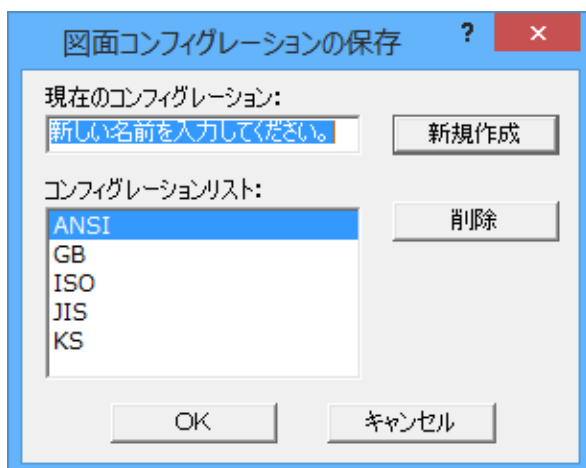 図面コンフィグレーションの保存
? ×
現在のコンフィグレーション:
新しい名前を入力してください。
新規作成
コンフィグレーションリスト:
削除
ANSI
GB
ISO
JIS
KS
OK
キャンセル